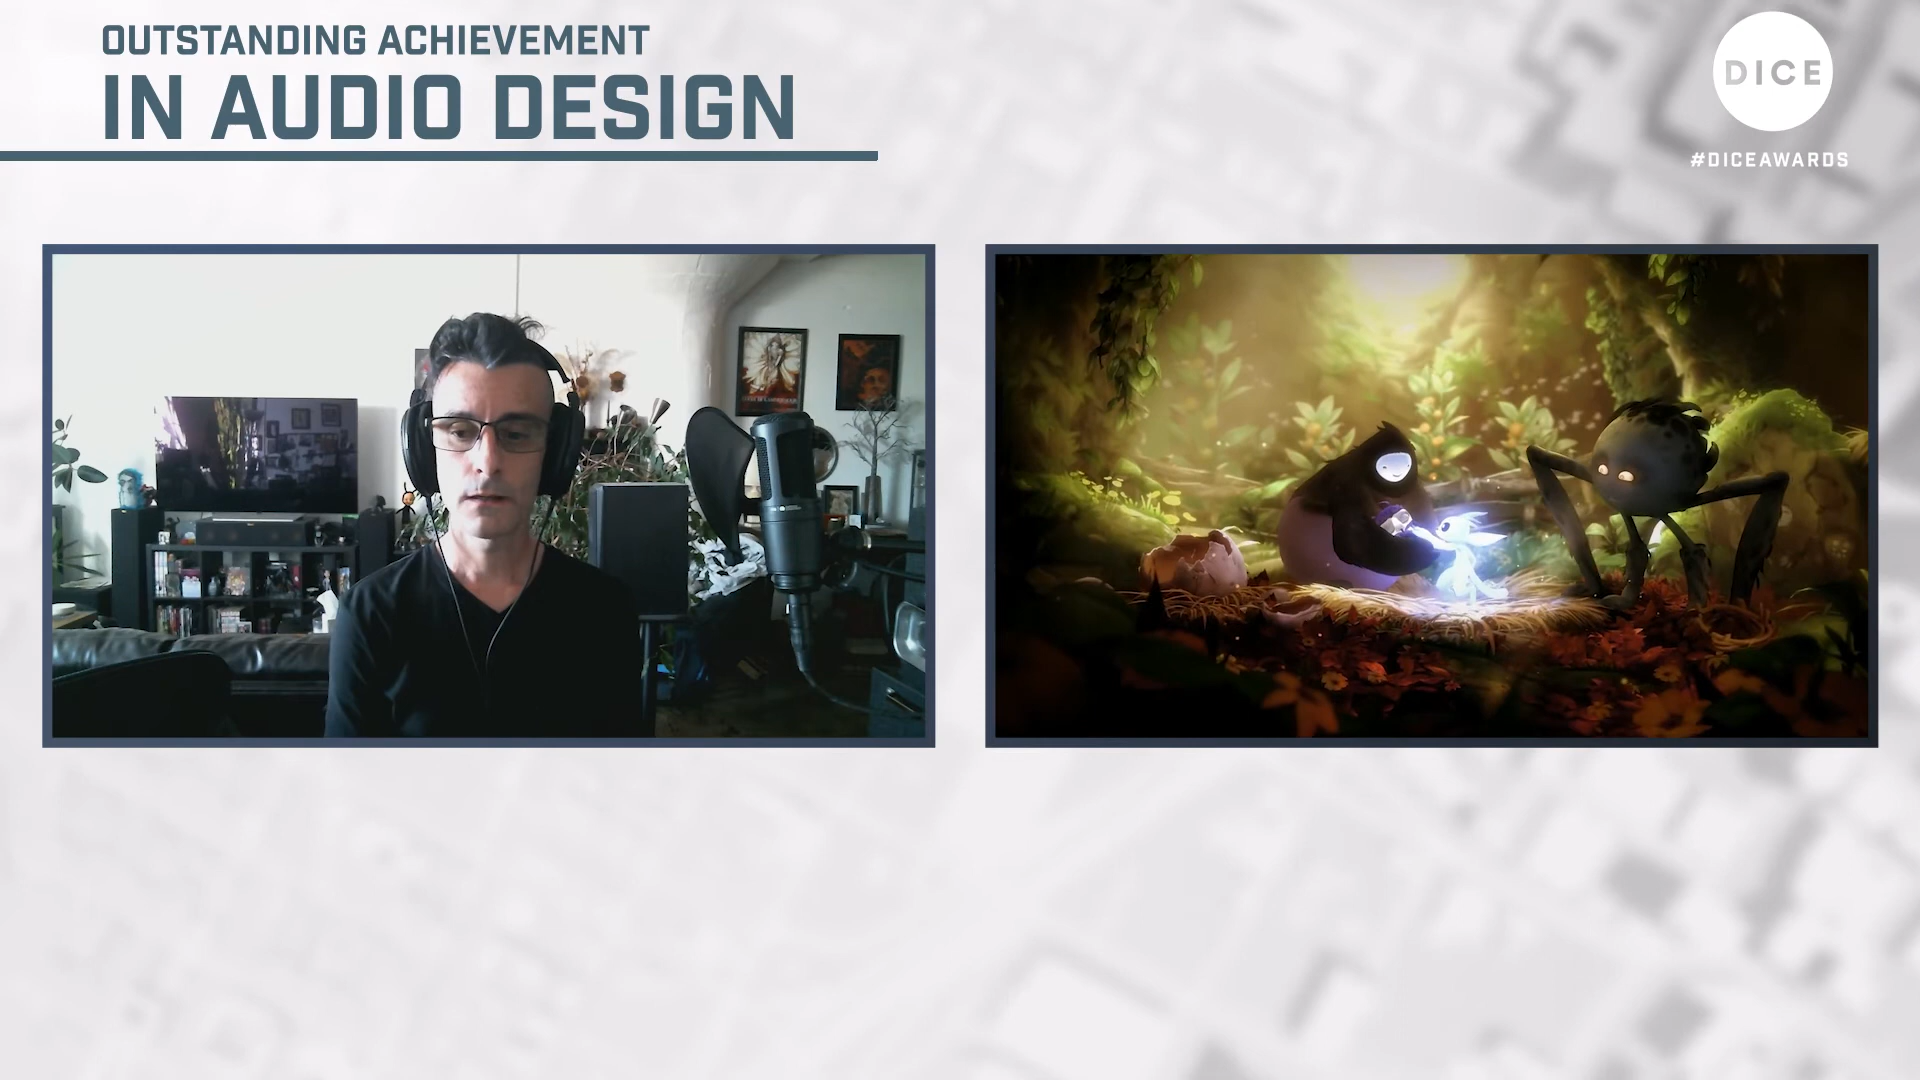 OUTSTANDING ACHIEVEMENT
IN AUDIO DESIGN
DICE
#DICEAWARDS